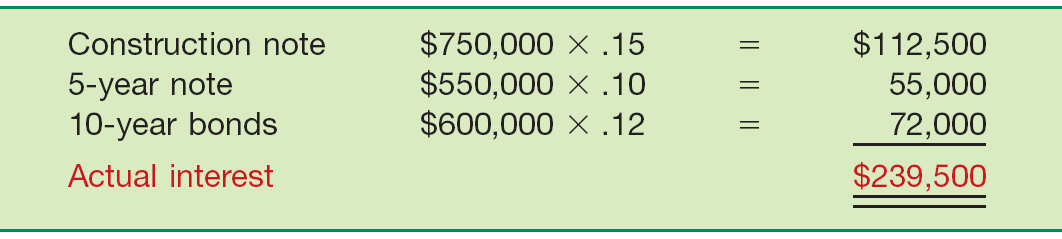 Construction note $750,000 × .15 = $112,500
5-year note $550,000 × .10 = 55,000
10-year bonds $600,000 × .12 = 72,000
Actual interest $239,500